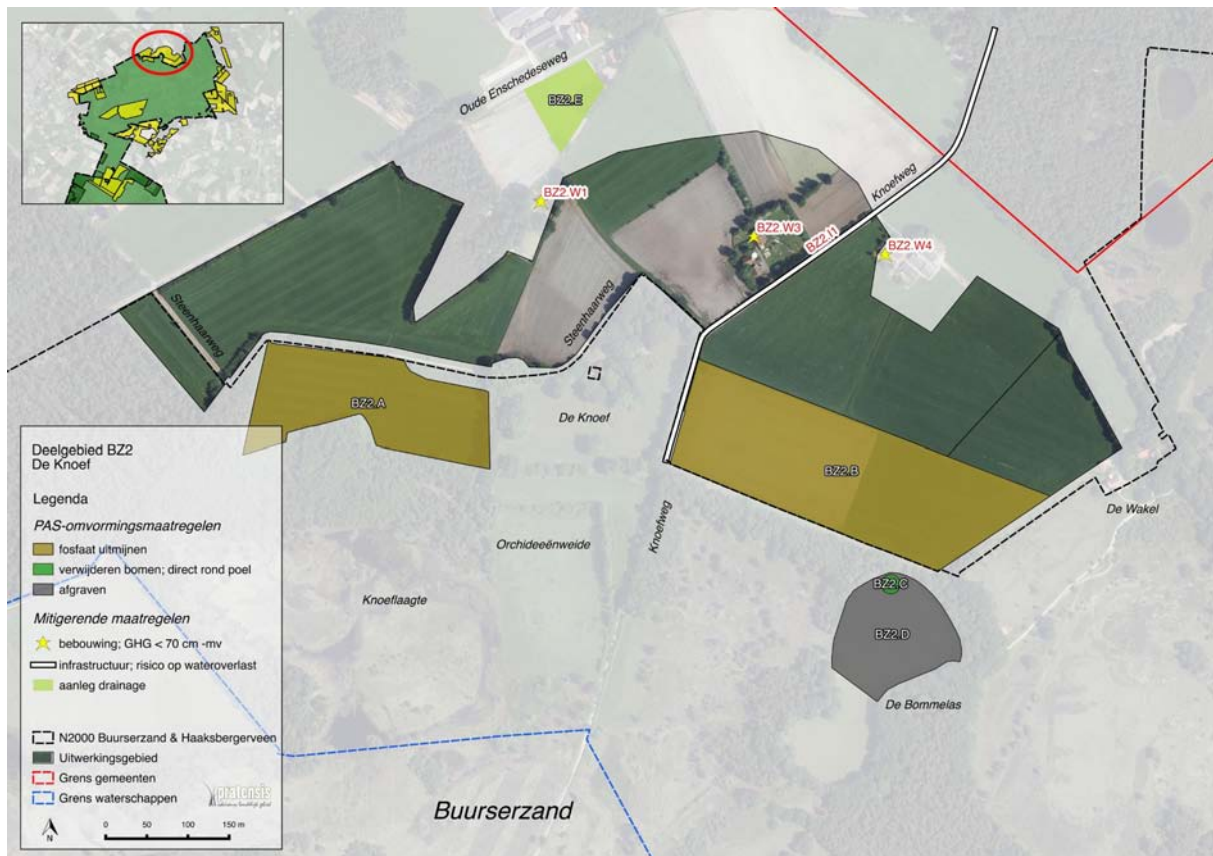 Oude Enschedeseweg
BZ2.E
BZ2.W1
BZ2.W3
BZ2.I1
Knoefweg
BZ2.W4
Steenhaarweg
Steenhaarweg
BZ2.A
De Knoef
BZ2.B
Knoefweg
De Wakel
Orchideeënweide
Knoeflaagte
BZ2.C
BZ2.D
De Bommelas
Buurserzand
Deelgebied BZ2
De Knoef
Legenda
PAS-omvormingsmaatregelen
fosfaat uitmijnen
verwijderen bomen; direct rond poel
afgraven
Mitigerende maatregelen
bebouwing; GHG < 70 cm -mv
infrastructuur; risico op wateroverlast
aanleg drainage
N2000 Buurserzand & Haaksbergerveen
Uitwerkingsgebied
Grens gemeenten
Grens waterschappen
pratensis
N
0 50 100 150 m